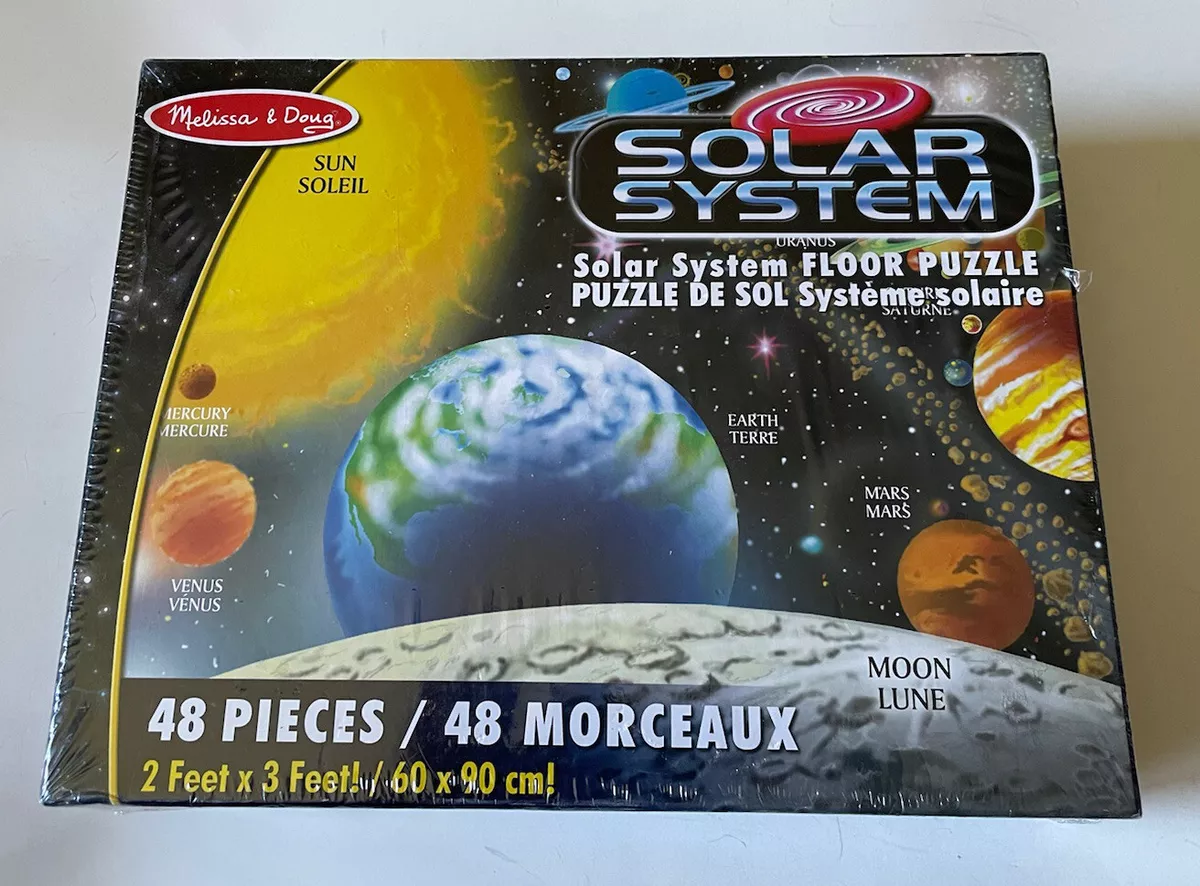 Melissa & Doug
SUN
SOLEIL
SOLAR
SYSTEM
URANUS
Solar System FLOOR PUZZLE
PUZZLE DE SOL Système solaire
SATURNE
MERCURY
MERCURE
EARTH
TERRE
MARS
MARS
VENUS
VÉNUS
MOON
LUNE
48 PIECES / 48 MORCEAUX
2 Feet x 3 Feet! / 60 x 90 cm!